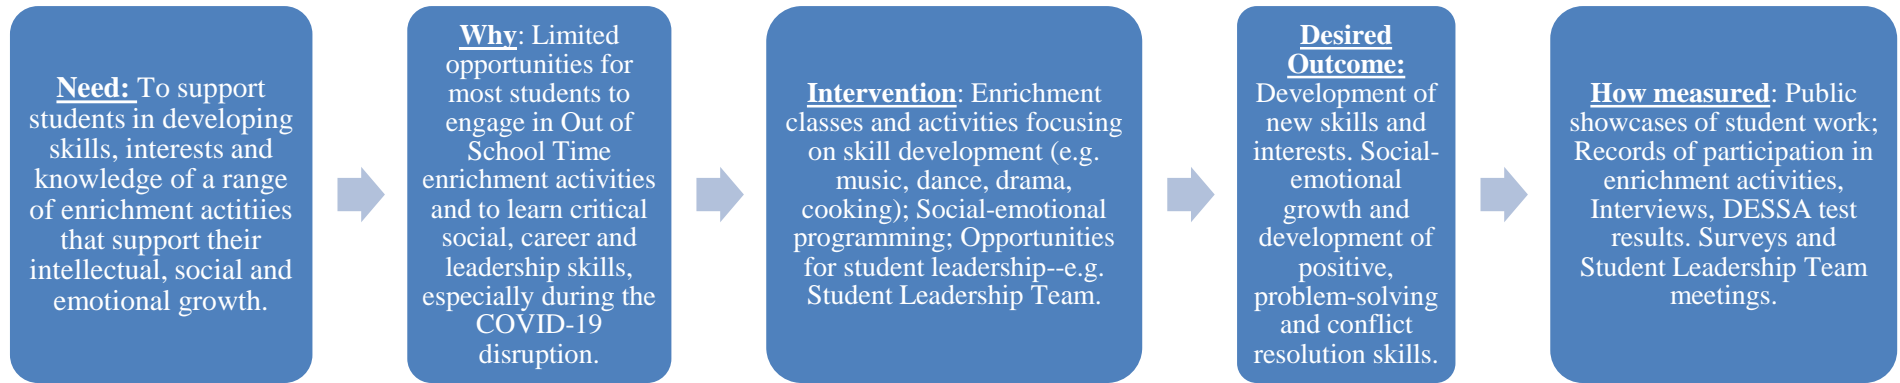 Need: To support
students in developing
skills, interests and
knowledge of a range
of enrichment actitiies
that support their
intellectual, social and
emotional growth.
Why: Limited
opportunities for
most students to
engage in Out of
School Time
enrichment activities
and to learn critical
social, career and
leadership skills,
especially during the
COVID-19
disruption.
Intervention: Enrichment
classes and activities focusing
on skill development (e.g.
music, dance, drama,
cooking); Social-emotional
programming; Opportunities
for student leadership--e.g.
Student Leadership Team.
Desired
Outcome:
Development of
new skills and
interests. Social-
emotional
growth and
development of
positive,
problem-solving
and conflict
resolution skills.
How measured: Public
showcases of student work;
Records of participation in
enrichment activities,
Interviews, DESSA test
results. Surveys and
Student Leadership Team
meetings.